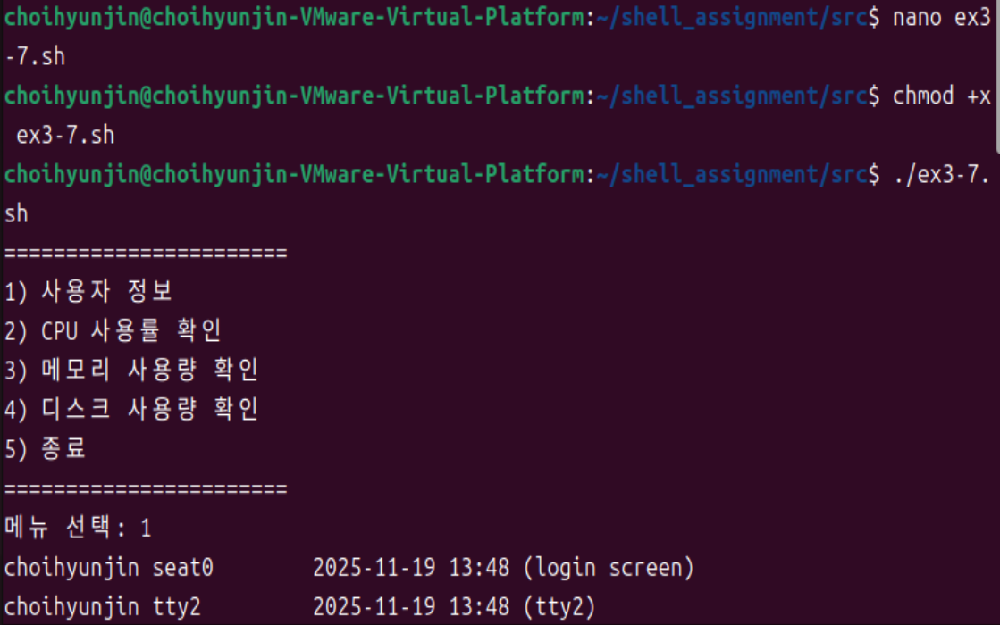 choihyunjin@choihyunjin-VMware-Virtual-Platform:~/shell_assignment/src$ nano ex3
-7.sh
choihyunjin@choihyunjin-VMware-Virtual-Platform:~/shell_assignment/src$ chmod +x
 ex3-7.sh
choihyunjin@choihyunjin-VMware-Virtual-Platform:~/shell_assignment/src$ ./ex3-7.
sh
=======================
1) 사용자 정보
2) CPU 사용률 확인
3) 메모리 사용량 확인
4) 디스크 사용량 확인
5) 종료
=======================
메뉴 선택: 1
choihyunjin seat0        2025-11-19 13:48 (login screen)
choihyunjin tty2         2025-11-19 13:48 (tty2)